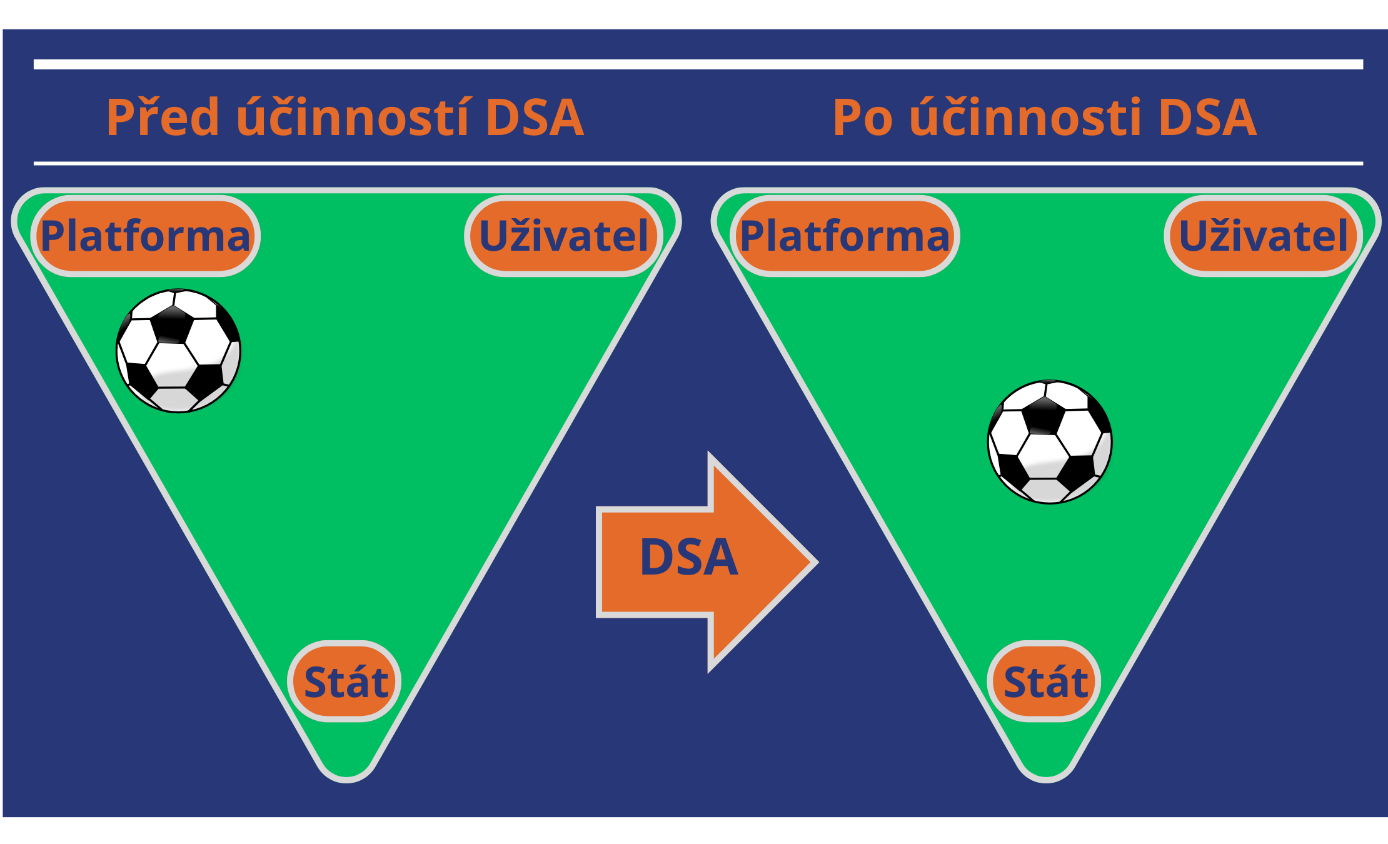 Před účinností DSA
Po účinnosti DSA
Platforma
Uživatel
Platforma
Uživatel
DSA
Stát
Stát